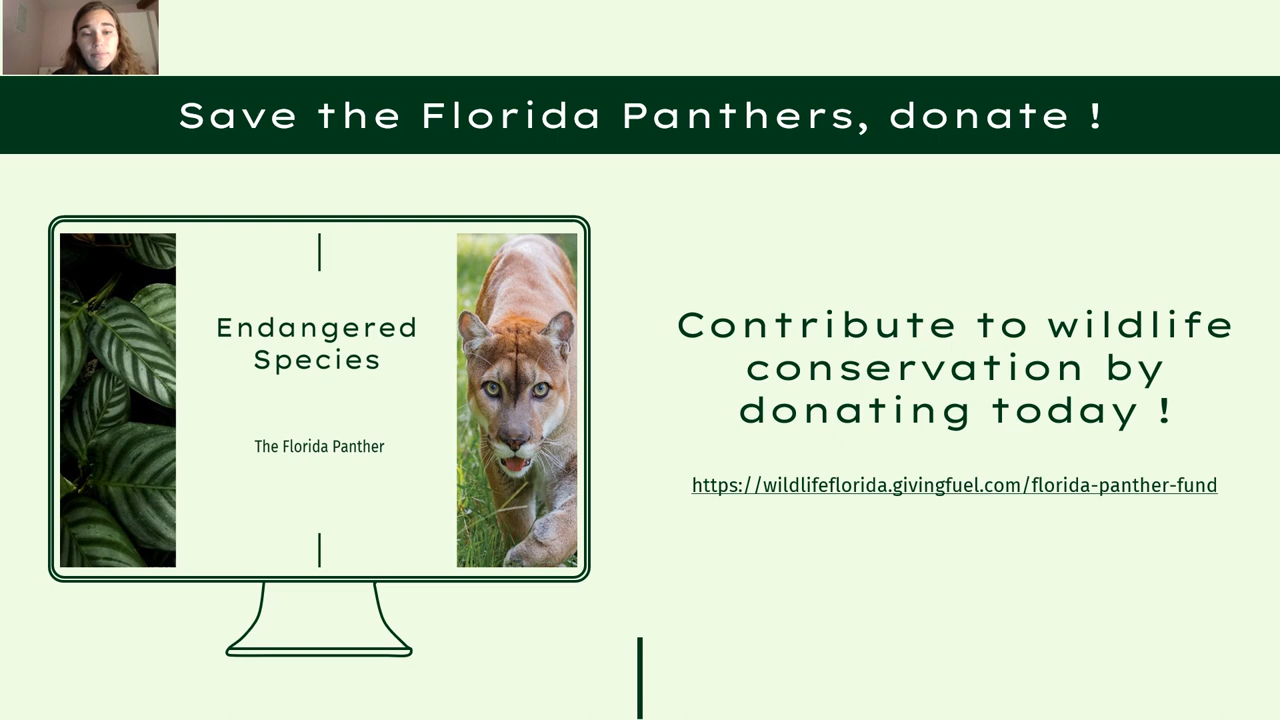 Save the Florida Panthers, donate !
Endangered
Species
The Florida Panther
Contribute to wildlife
conservation by
donating today !
https://wildlifeflorida.givingfuel.com/florida-panther-fund